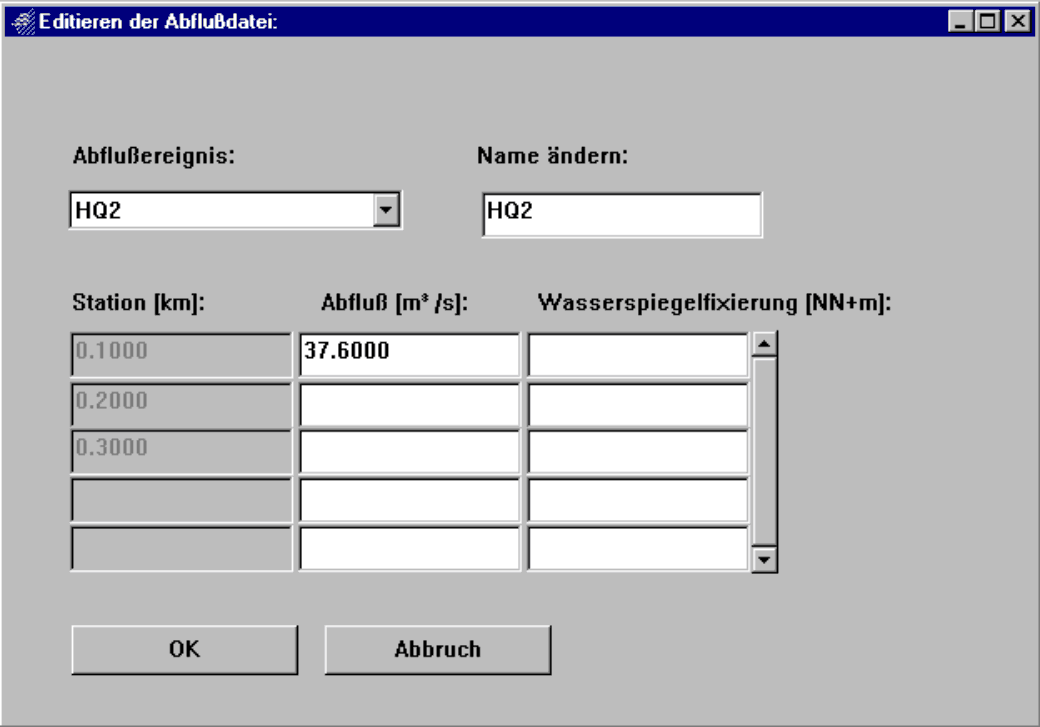 Editieren der Abflußdatei:
Abflußereignis: Name ändern:
HQ2 HQ2
Station [km]: Abfluß [m³ /s]: Wasserspiegelfixierung [NN+m]:
0.1000 37.6000
0.2000
0.3000
OK Abbruch